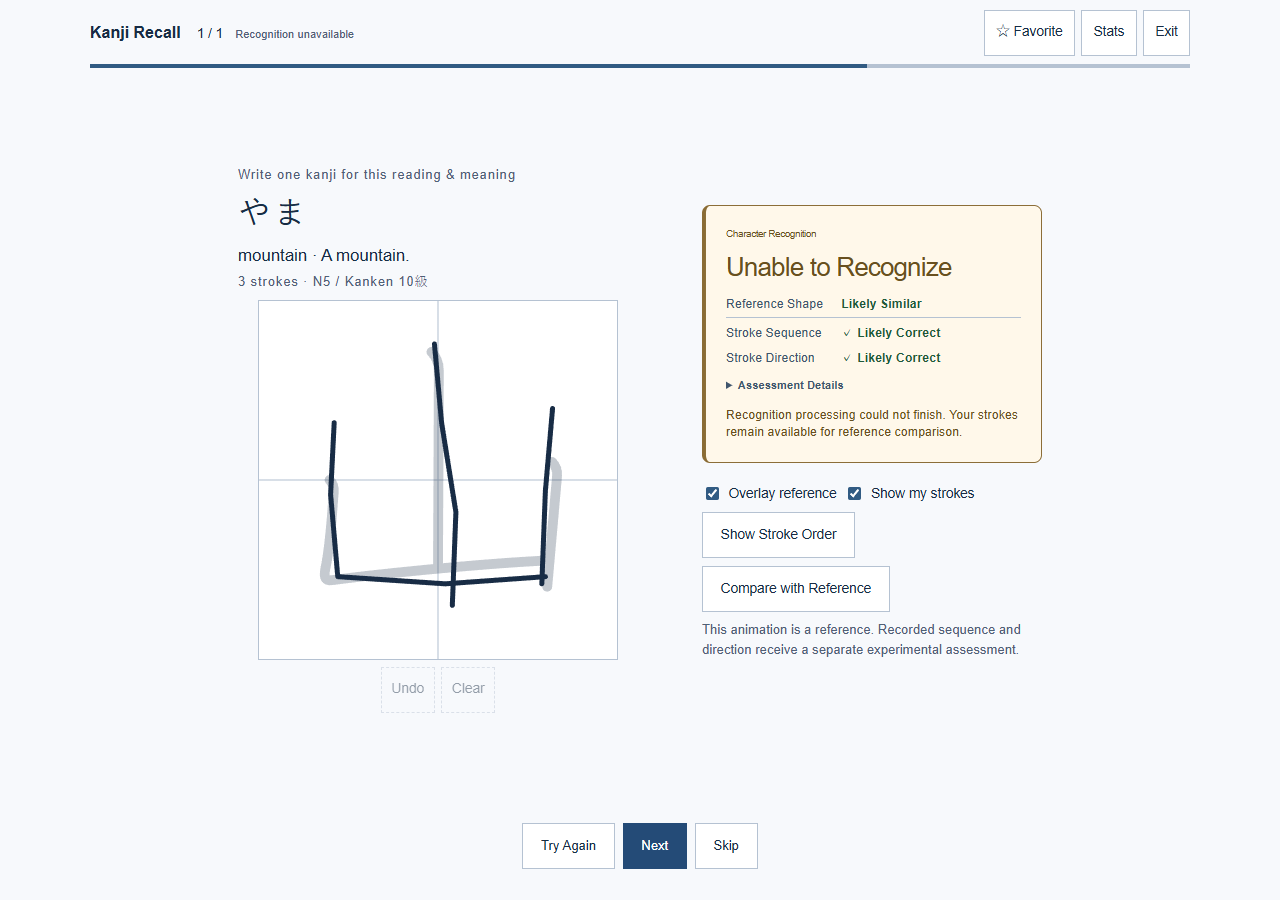 Kanji Recall 1 / 1 Recognition unavailable
☆ Favorite Stats Exit
Write one kanji for this reading & meaning
やま
mountain · A mountain.
3 strokes · N5 / Kanken 10級
山
Undo Clear
Character Recognition
Unable to Recognize
Reference Shape Likely Similar
Stroke Sequence ✓ Likely Correct
Stroke Direction ✓ Likely Correct
▶ Assessment Details
Recognition processing could not finish. Your strokes
remain available for reference comparison.
Overlay reference Show my strokes
Show Stroke Order
Compare with Reference
This animation is a reference. Recorded sequence and
direction receive a separate experimental assessment.
Try Again Next Skip